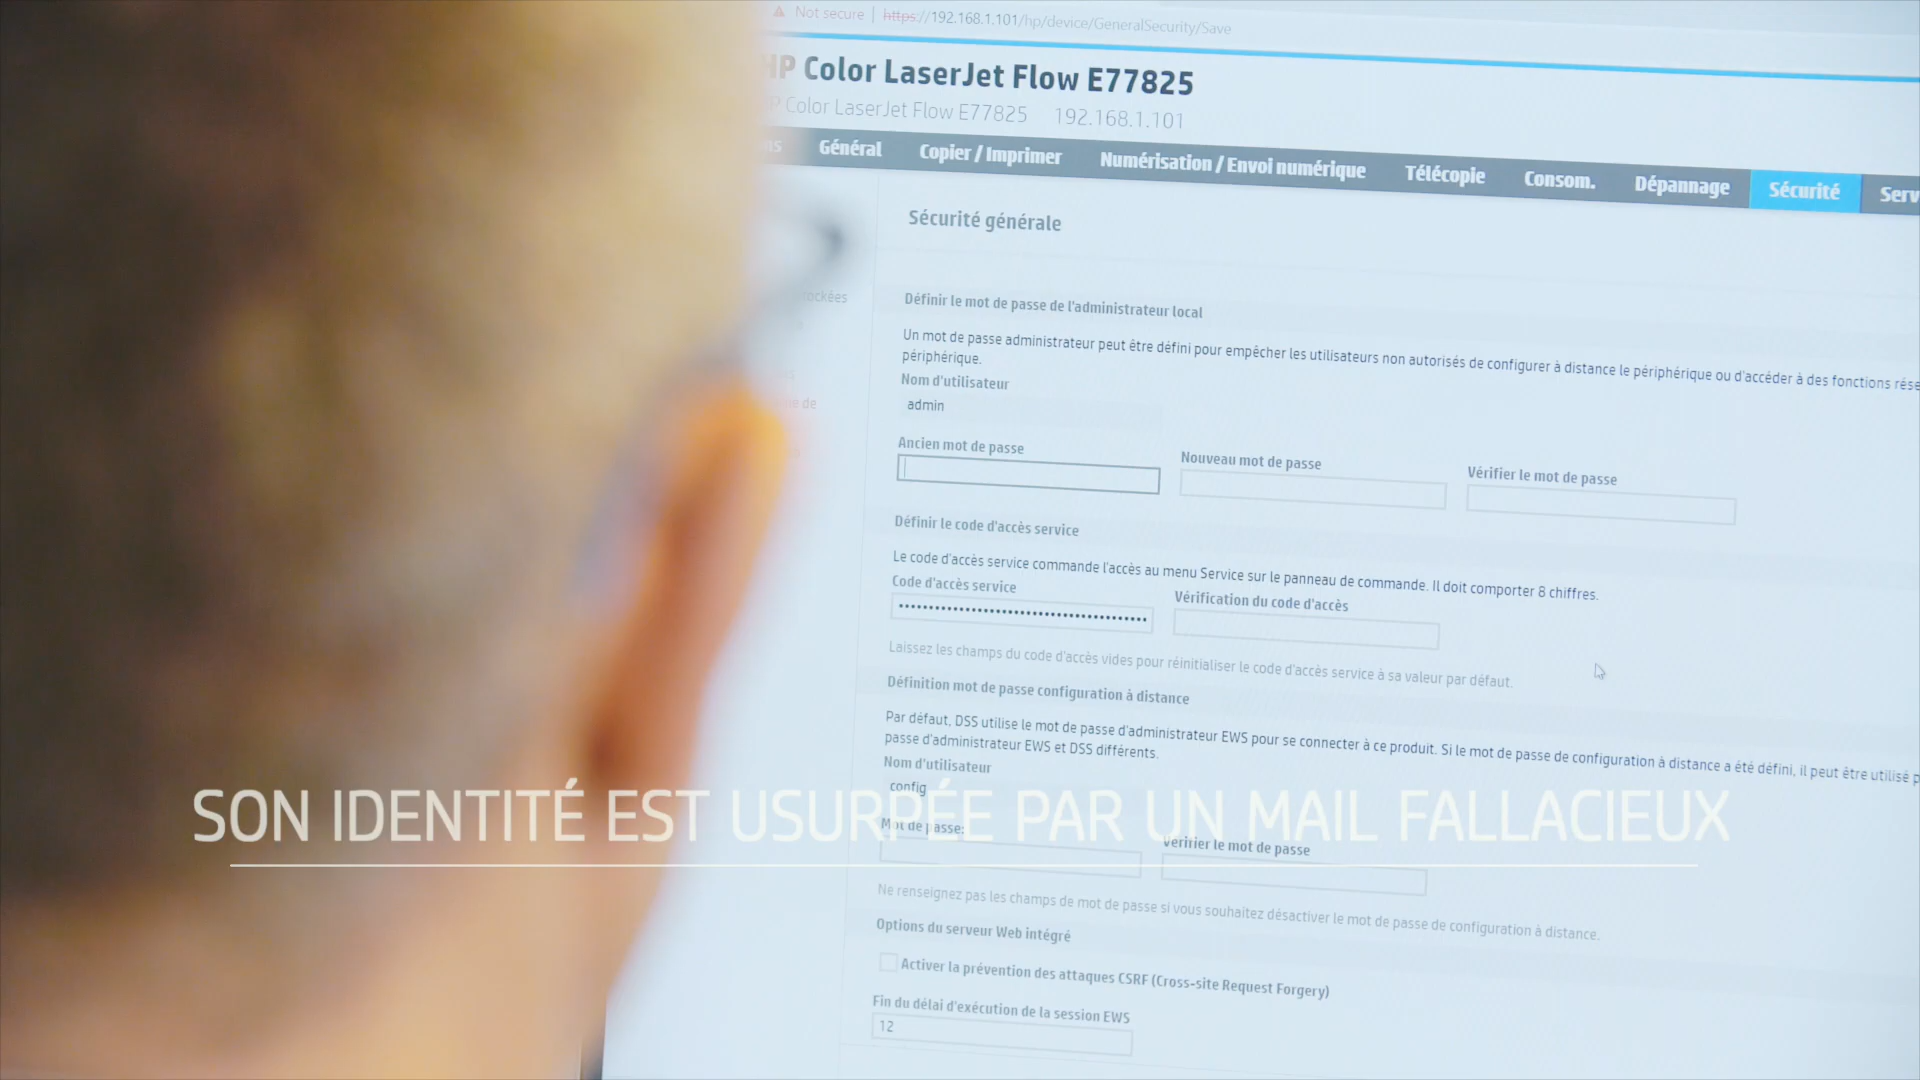 Not secure | https://192.168.1.101/hp/device/GeneralSecurity/Save
HP Color LaserJet Flow E77825
HP Color LaserJet Flow E77825 192.168.1.101
Général Copier / Imprimer Numérisation / Envoi numérique Télécopie Consom. Dépannage Sécurité Serv
Sécurité générale
Définir le mot de passe de l'administrateur local
Un mot de passe administrateur peut être défini pour empêcher les utilisateurs non autorisés de configurer à distance le périphérique ou d'accéder à des fonctions rése
périphérique.
Nom d'utilisateur
admin
Ancien mot de passe Nouveau mot de passe Vérifier le mot de passe
Définir le code d'accès service
Le code d'accès service commande l'accès au menu Service sur le panneau de commande. Il doit comporter 8 chiffres.
Code d'accès service Vérification du code d'accès
Laissez les champs du code d'accès vides pour réinitialiser le code d'accès service à sa valeur par défaut.
Définition mot de passe configuration à distance
Par défaut, DSS utilise le mot de passe d'administrateur EWS pour se connecter à ce produit. Si le mot de passe de configuration à distance a été défini, il peut être utilisé p
passe d'administrateur EWS et DSS différents.
Nom d'utilisateur
config
SON IDENTITÉ EST USURPÉE PAR UN MAIL FALLACIEUX
Mot de passe: Vérifier le mot de passe
Ne renseignez pas les champs de mot de passe si vous souhaitez désactiver le mot de passe de configuration à distance.
Options du serveur Web intégré
Activer la prévention des attaques CSRF (Cross-site Request Forgery)
Fin du délai d'exécution de la session EWS
12